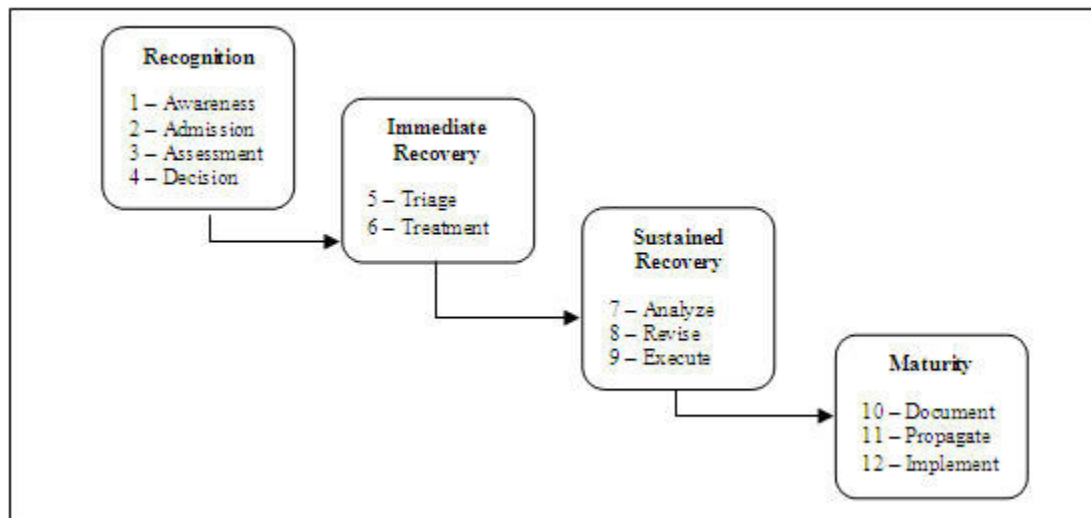 Recognition
1 – Awareness
2 – Admission
3 – Assessment
4 – Decision
Immediate
Recovery
5 – Triage
6 – Treatment
Sustained
Recovery
7 – Analyze
8 – Revise
9 – Execute
Maturity
10 – Document
11 – Propagate
12 – Implement